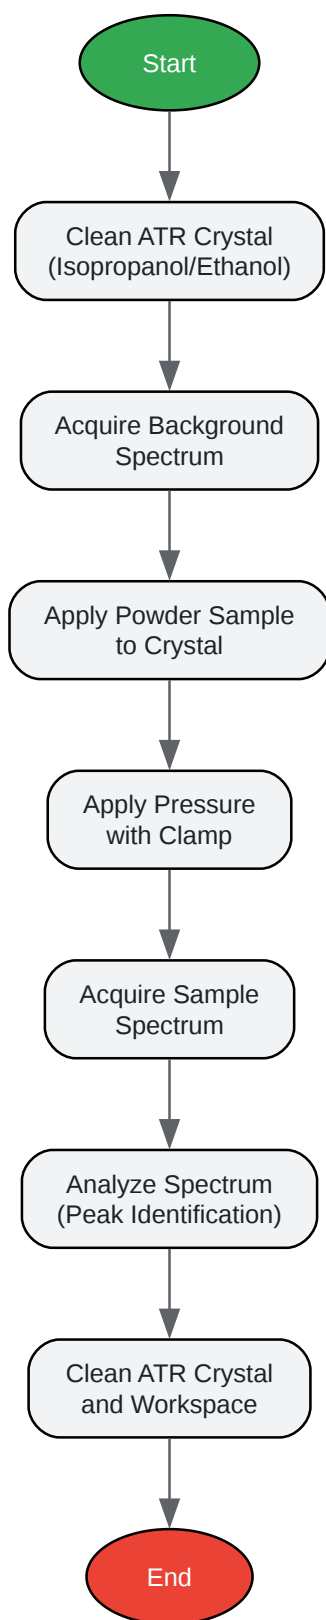 Start
Clean ATR Crystal
(Isopropanol/Ethanol)
Acquire Background
Spectrum
Apply Powder Sample
to Crystal
Apply Pressure
with Clamp
Acquire Sample
Spectrum
Analyze Spectrum
(Peak Identification)
Clean ATR Crystal
and Workspace
End